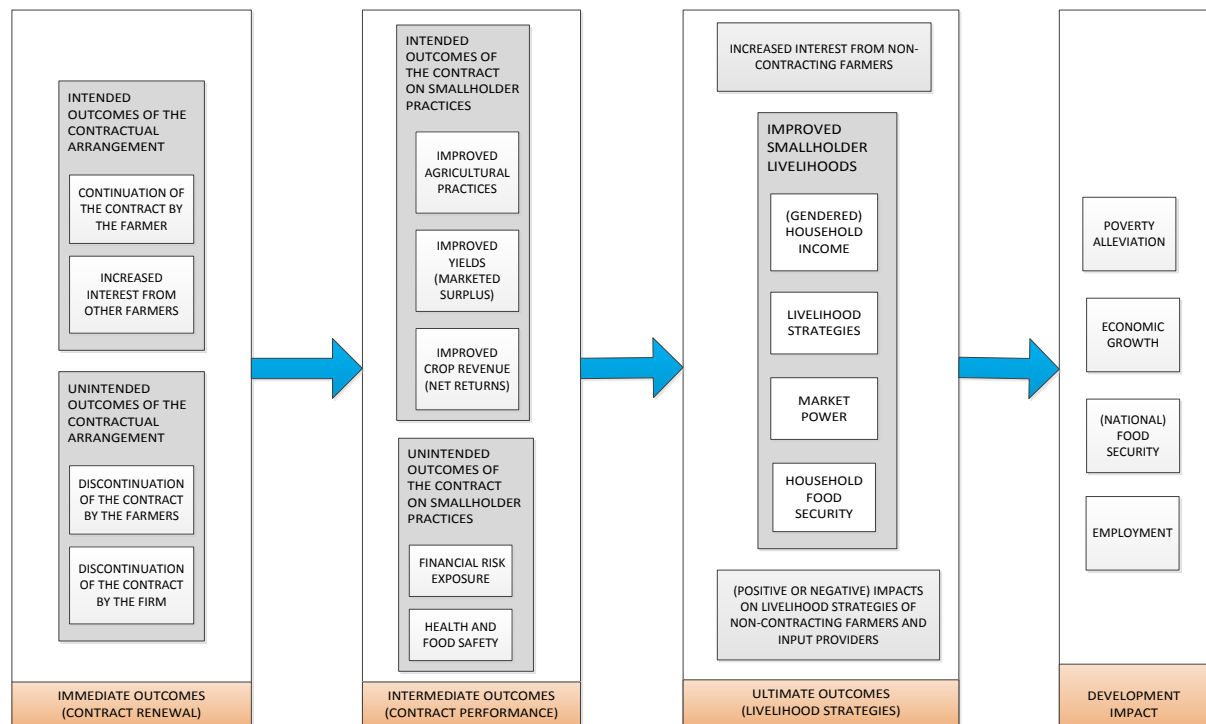 INTENDED
OUTCOMES OF THE
CONTRACTUAL
ARRANGEMENT
CONTINUATION OF
THE CONTRACT BY
THE FARMER
INCREASED
INTEREST FROM
OTHER FARMERS
UNINTENDED
OUTCOMES OF THE
CONTRACTUAL
ARRANGEMENT
DISCONTINUATION
OF THE CONTRACT
BY THE FARMERS
DISCONTINUATION
OF THE CONTRACT
BY THE FIRM
IMMEDIATE OUTCOMES
(CONTRACT RENEWAL)
INTENDED
OUTCOMES OF
THE CONTRACT
ON SMALLHOLDER
PRACTICES
IMPROVED
AGRICULTURAL
PRACTICES
IMPROVED
YIELDS
(MARKETED
SURPLUS)
IMPROVED
CROP REVENUE
(NET RETURNS)
UNINTENDED
OUTCOMES OF
THE CONTRACT
ON SMALLHOLDER
PRACTICES
FINANCIAL RISK
EXPOSURE
HEALTH AND
FOOD SAFETY
INTERMEDIATE OUTCOMES
(CONTRACT PERFORMANCE)
INCREASED INTEREST FROM NON-
CONTRACTING FARMERS
IMPROVED
SMALLHOLDER
LIVELIHOODS
(GENDERED)
HOUSEHOLD
INCOME
LIVELIHOOD
STRATEGIES
MARKET
POWER
HOUSEHOLD
FOOD
SECURITY
(POSITIVE OR NEGATIVE) IMPACTS
ON LIVELIHOOD STRATEGIES OF
NON-CONTRACTING FARMERS AND
INPUT PROVIDERS
ULTIMATE OUTCOMES
(LIVELIHOOD STRATEGIES)
POVERTY
ALLEVIATION
ECONOMIC
GROWTH
(NATIONAL)
FOOD
SECURITY
EMPLOYMENT
DEVELOPMENT
IMPACT